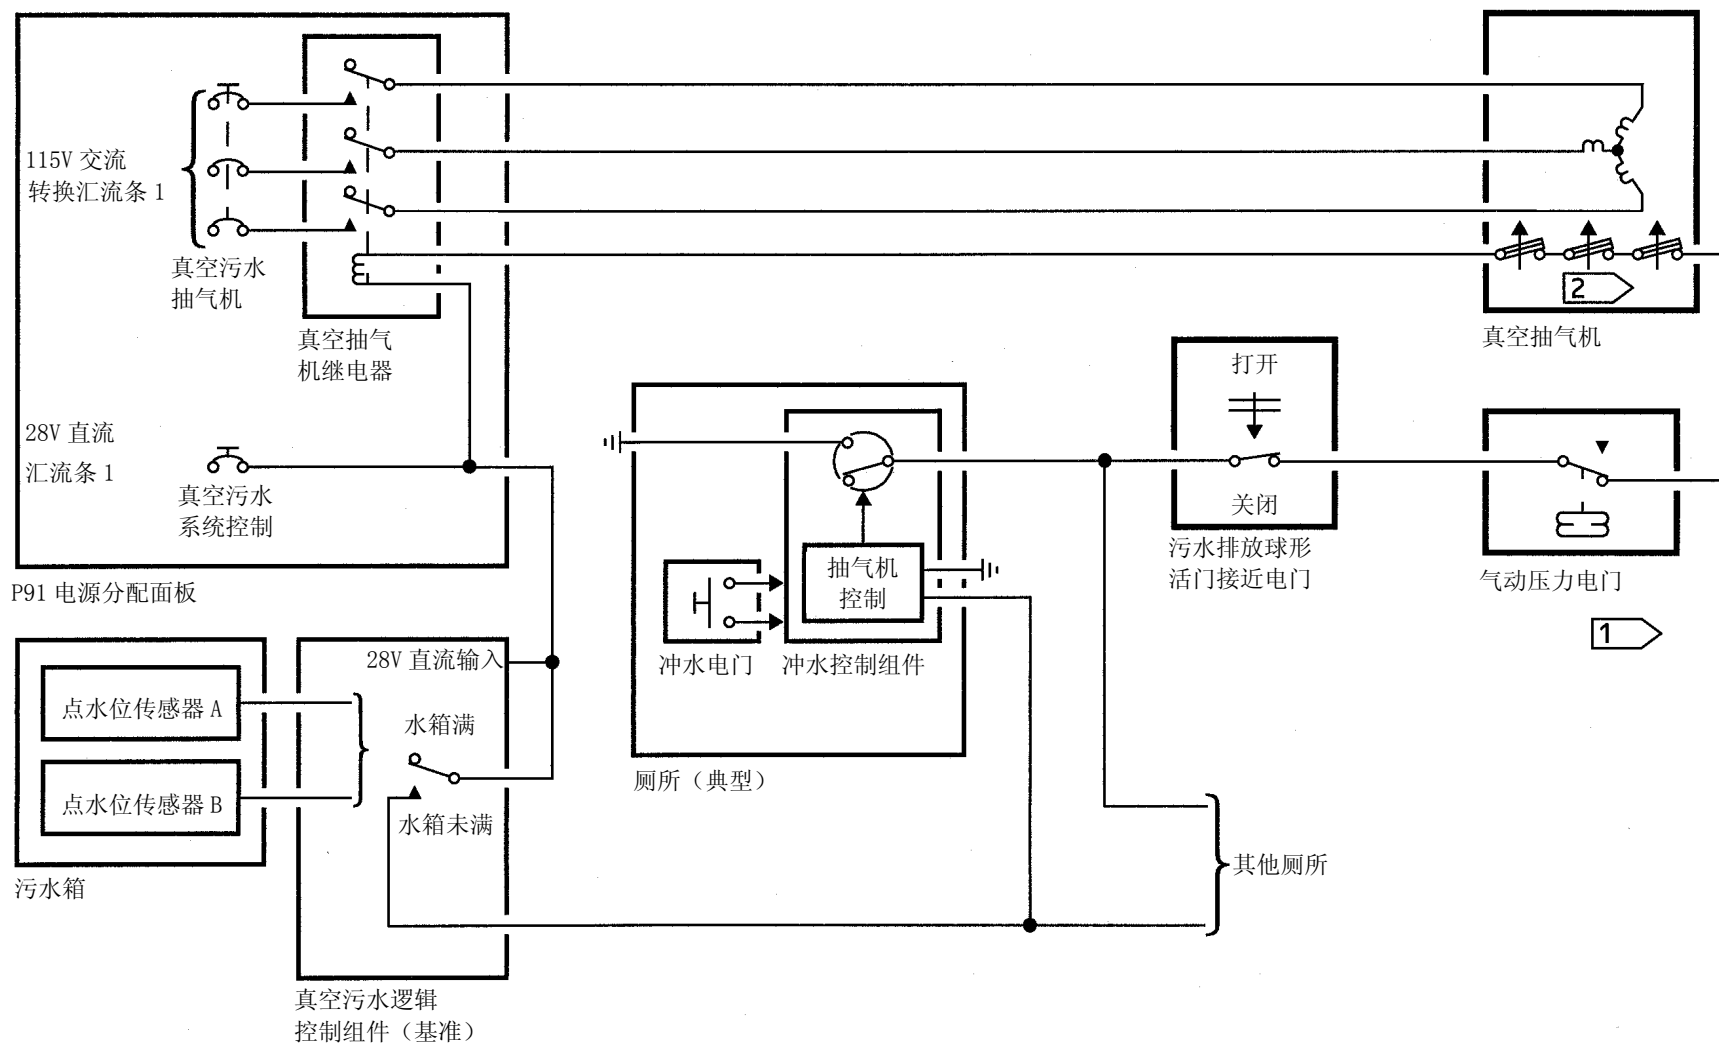 115V 交流
转换汇流条 1
真空污水
抽气机
真空抽气
机继电器
28V 直流
汇流条 1
真空污水
系统控制
P91 电源分配面板
2
真空抽气机
打开
关闭
污水排放球形
活门接近电门
气动压力电门
1
抽气机
控制
冲水电门
冲水控制组件
厕所（典型）
28V 直流输入
点水位传感器 A
点水位传感器 B
污水箱
水箱满
水箱未满
真空污水逻辑
控制组件（基准）
其他厕所